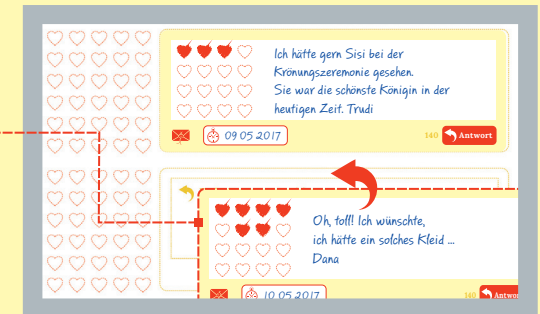 Ich hätte gern Sisi bei der
Krönungszeremonie gesehen.
Sie war die schönste Königin in der
heutigen Zeit. Trudi
09 05 2017
140 Antwort
Oh, toll! Ich wünschte,
ich hätte ein solches Kleid ...
Dana
10 05 2017
140 Antwo